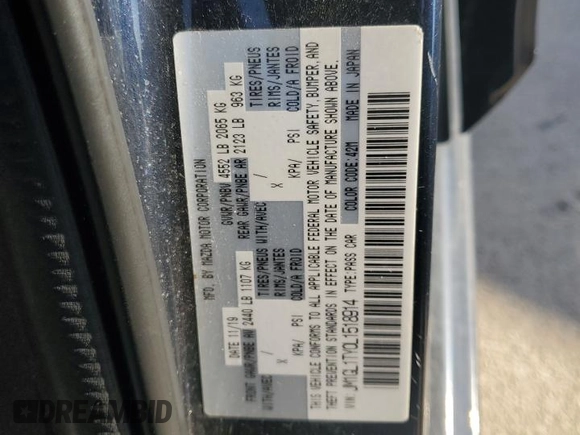 MFD. BY MAZDA MOTOR CORPORATION
DATE 11/19 GVWR/PNBV 4552 LB 2065 KG
FRONT GAWR/PNBE AV 2440 LB 1107 KG REAR GAWR/PNBE AR 2123 LB 963 KG
WITH/AVEC TIRES/PNEUS WITH/AVEC TIRES/PNEUS
/ RIMS/JANTES / RIMS/JANTES
X COLD/A FROID X COLD/A FROID
KPA/ PSI KPA/ PSI
THIS VEHICLE CONFORMS TO ALL APPLICABLE FEDERAL MOTOR VEHICLE SAFETY, BUMPER, AND
THEFT PREVENTION STANDARDS IN EFFECT ON THE DATE OF MANUFACTURE SHOWN ABOVE.
VIN: JM1GL1TY0L1518914 TYPE:PASS CAR COLOR CODE:42M MADE IN JAPAN
DREAMBID